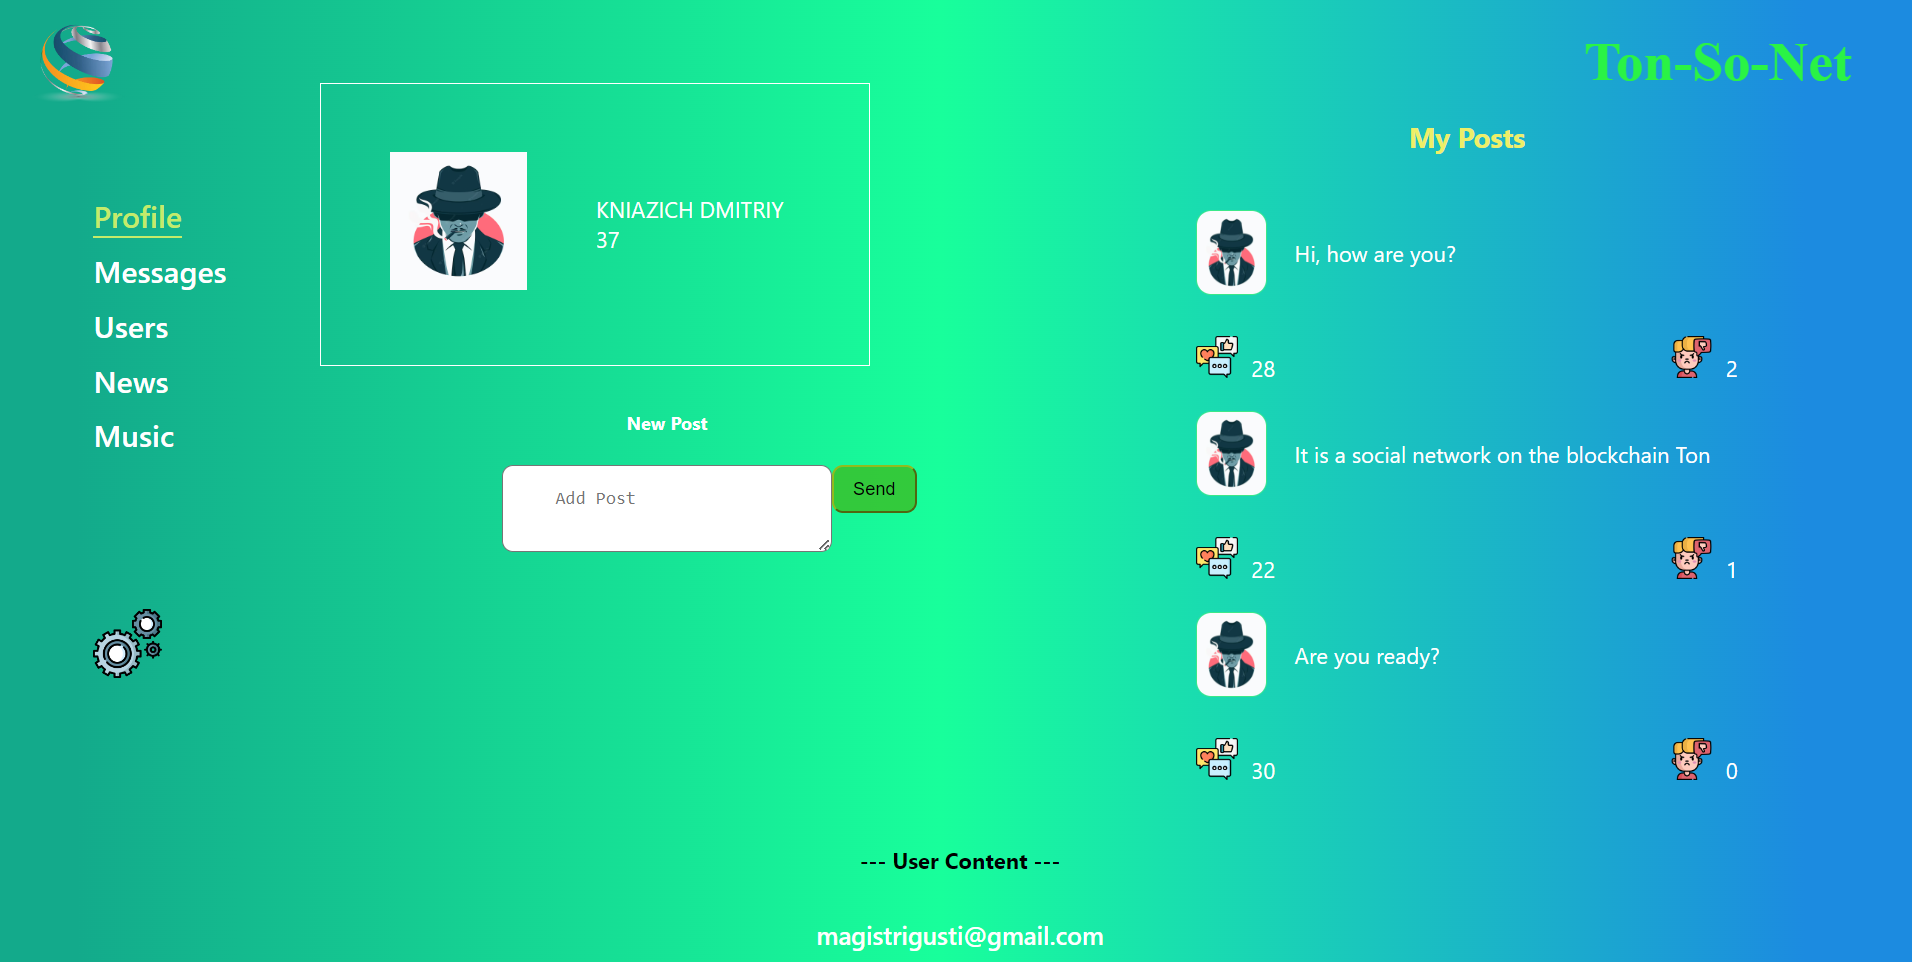 Ton-So-Net
Profile
Messages
Users
News
Music
KNIAZICH DMITRIY
37
New Post
Add Post
Send
My Posts
Hi, how are you?
28
2
It is a social network on the blockchain Ton
22
1
Are you ready?
30
0
--- User Content ---
magistrigusti@gmail.com